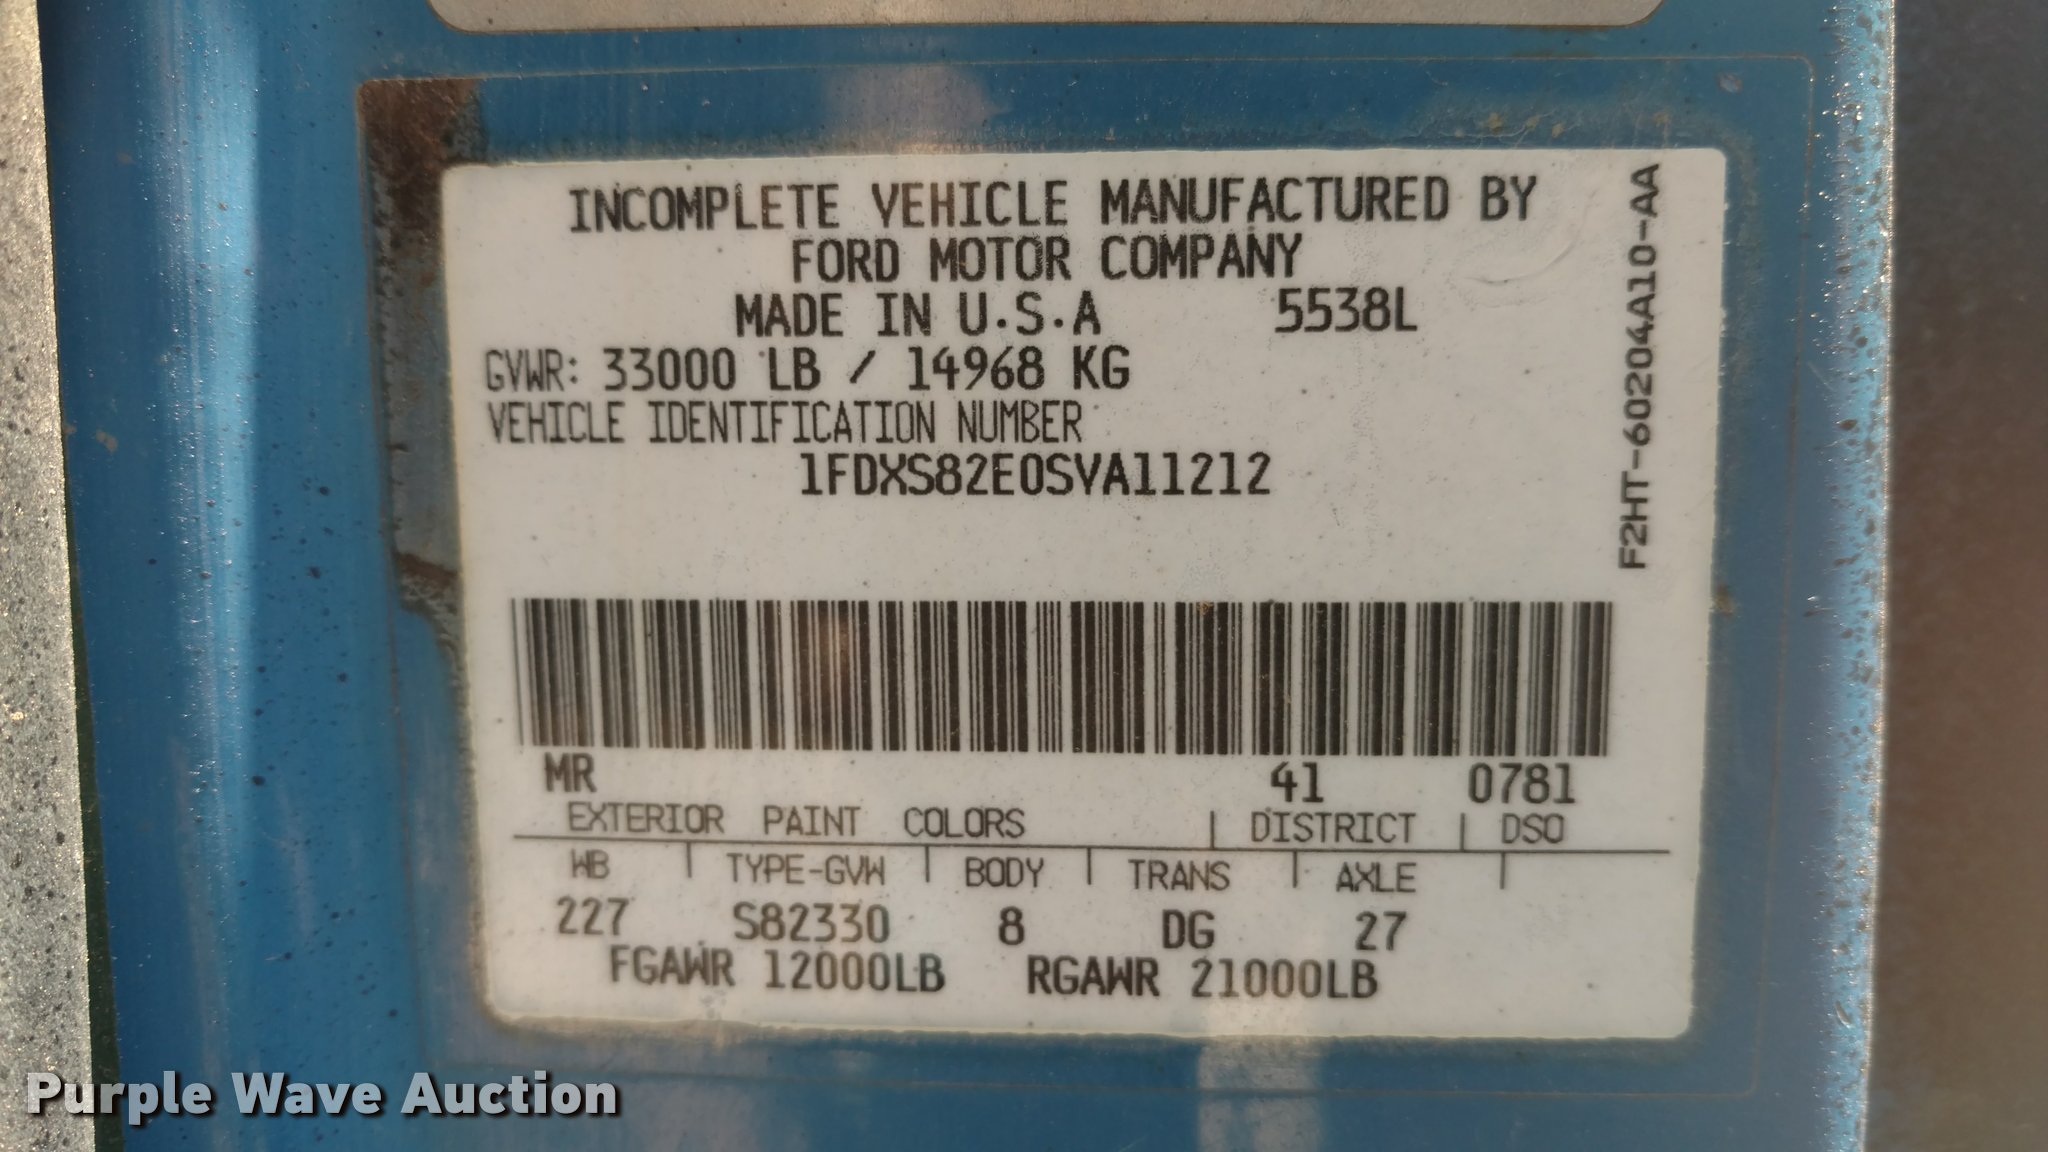 INCOMPLETE VEHICLE MANUFACTURED BY
FORD MOTOR COMPANY
MADE IN U.S.A 5538L
GVWR: 33000 LB / 14968 KG
VEHICLE IDENTIFICATION NUMBER
1FDXS82E0SVA11212
F2HT-60204A10-AA
MR 41 0781
EXTERIOR PAINT COLORS | DISTRICT | DSO
WB | TYPE-GVW | BODY | TRANS | AXLE |
227 S82330 8 DG 27
FGAWR 12000LB RGAWR 21000LB
Purple Wave Auction